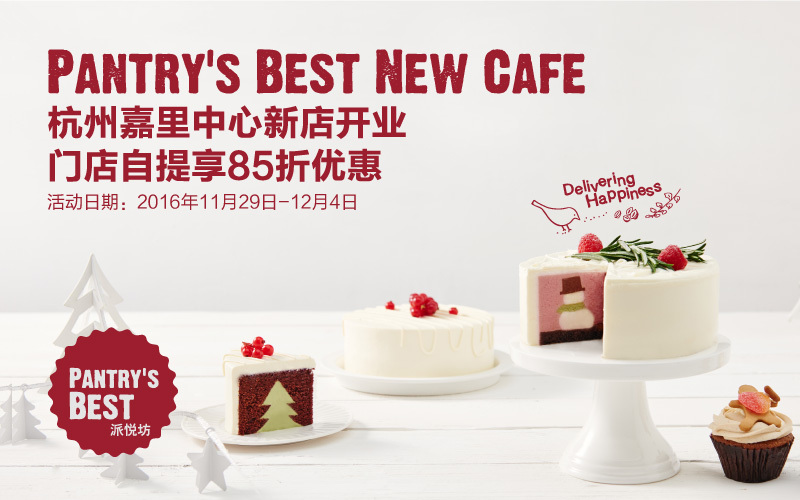 PANTRY'S BEST NEW CAFE
杭州嘉里中心新店开业
门店自提享85折优惠
活动日期：2016年11月29日-12月4日
Delivering
Happiness
PANTRY'S
BEST
派悦坊